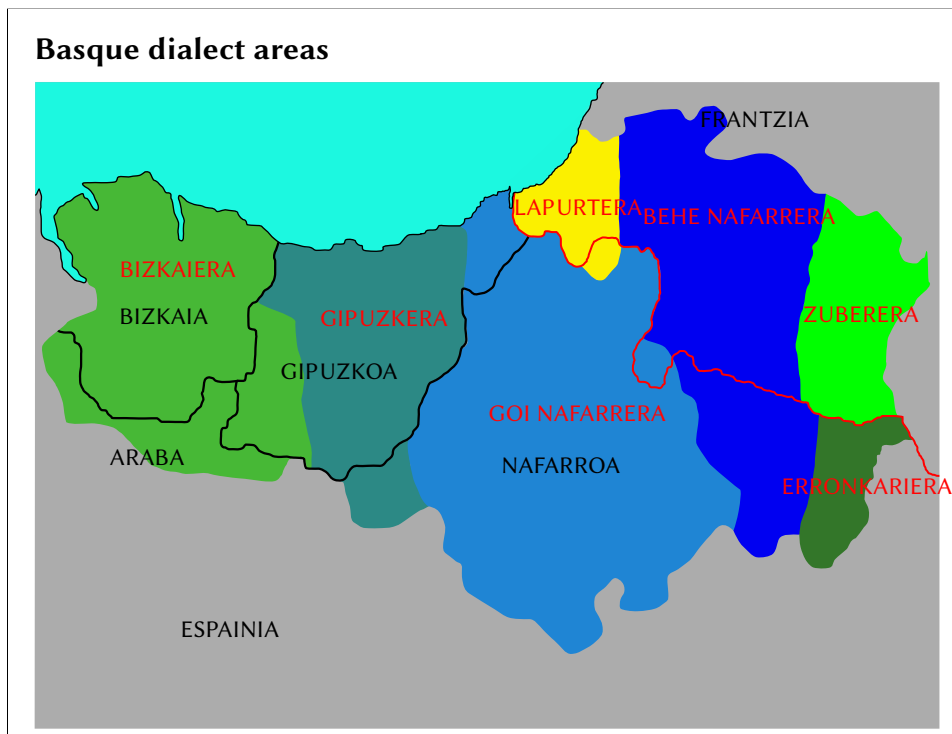 Basque dialect areas
FRANTZIA
LAPURTERA
BEHE NAFARRERA
BIZKAIERA
BIZKAIA
GIPUZKERA
ZUBERERA
GIPUZKOA
GOI NAFARRERA
ARABA
NAFARROA
ERRONKARIERA
ESPAINIA